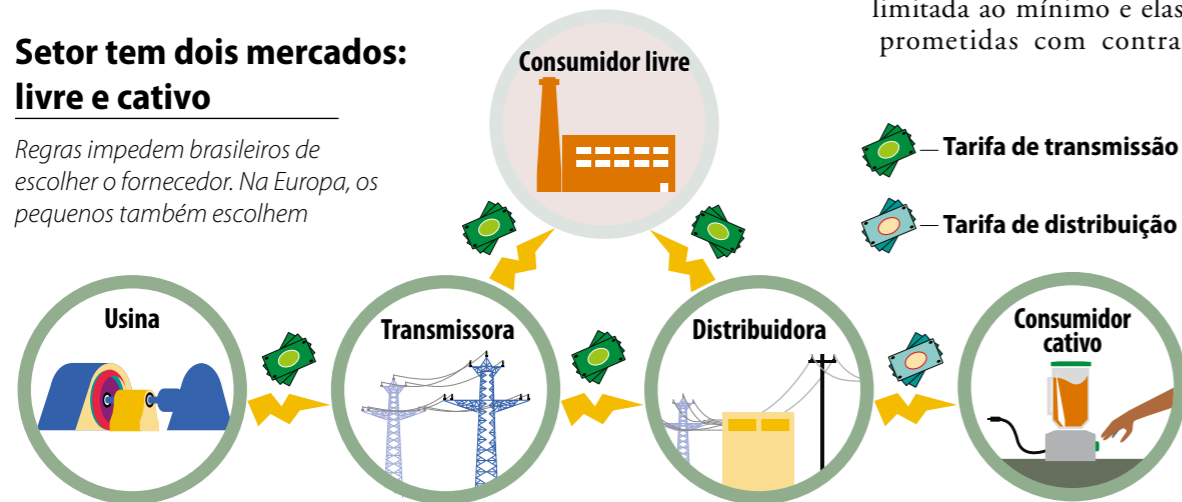 limitada ao mínimo e elas
prometidas com contra
Setor tem dois mercados:
livre e cativo
Regras impedem brasileiros de
escolher o fornecedor. Na Europa, os
pequenos também escolhem
Consumidor livre
Tarifa de transmissão
Tarifa de distribuição
Usina
Transmissora
Distribuidora
Consumidor
cativo